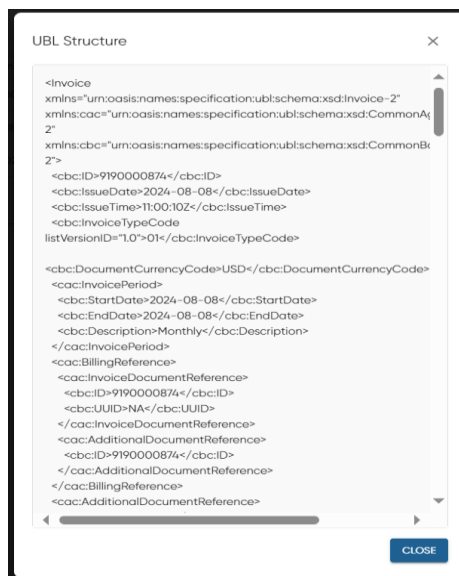 UBL Structure
<Invoice
xmlns="urn:oasis:names:specification:ubl:schema:xsd:Invoice-2"
xmlns:cac="urn:oasis:names:specification:ubl:schema:xsd:CommonAg
2"
xmlns:cbc="urn:oasis:names:specification:ubl:schema:xsd:CommonBa
2">
<cbc:ID>9190000874</cbc:ID>
<cbc:IssueDate>2024-08-08</cbc:IssueDate>
<cbc:IssueTime>11:00:10Z</cbc:IssueTime>
<cbc:InvoiceTypeCode
listVersionID="1.0">01</cbc:InvoiceTypeCode>
<cbc:DocumentCurrencyCode>USD</cbc:DocumentCurrencyCode>
<cac:InvoicePeriod>
<cbc:StartDate>2024-08-08</cbc:StartDate>
<cbc:EndDate>2024-08-08</cbc:EndDate>
<cbc:Description>Monthly</cbc:Description>
</cac:InvoicePeriod>
<cac:BillingReference>
<cac:InvoiceDocumentReference>
<cbc:ID>9190000874</cbc:ID>
<cbc:UUID>NA</cbc:UUID>
</cac:InvoiceDocumentReference>
<cac:AdditionalDocumentReference>
<cbc:ID>9190000874</cbc:ID>
</cac:AdditionalDocumentReference>
</cac:BillingReference>
<cac:AdditionalDocumentReference>
CLOSE